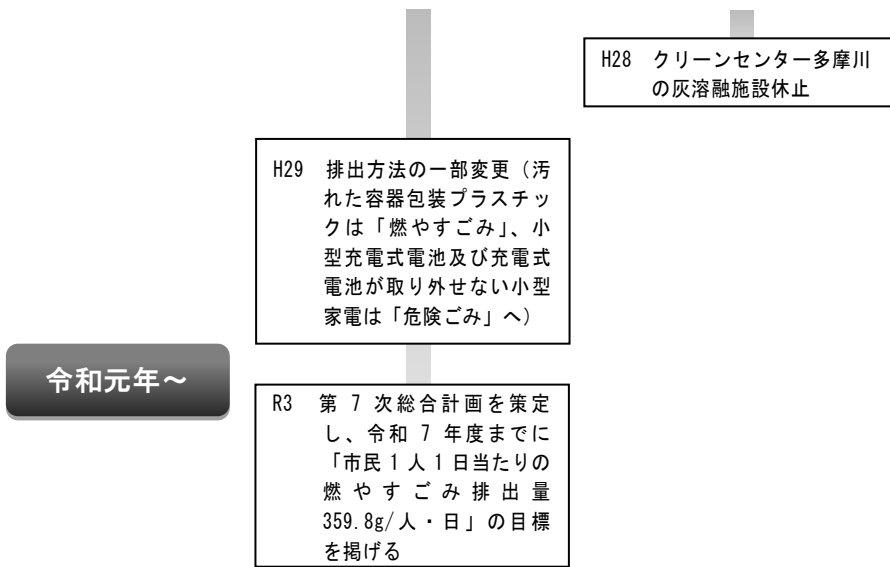 H28 クリーンセンター多摩川
の灰溶融施設休止
H29 排出方法の一部変更（汚
れた容器包装プラスチッ
クは「燃やすごみ」、小
型充電式電池及び充電式
電池が取り外せない小型
家電は「危険ごみ」へ）
令和元年～
R3 第 7 次総合計画を策定
し、令和 7 年度までに
「市民 1 人 1 日当たりの
燃やすごみ排出量
359.8g/人・日」の目標
を掲げる